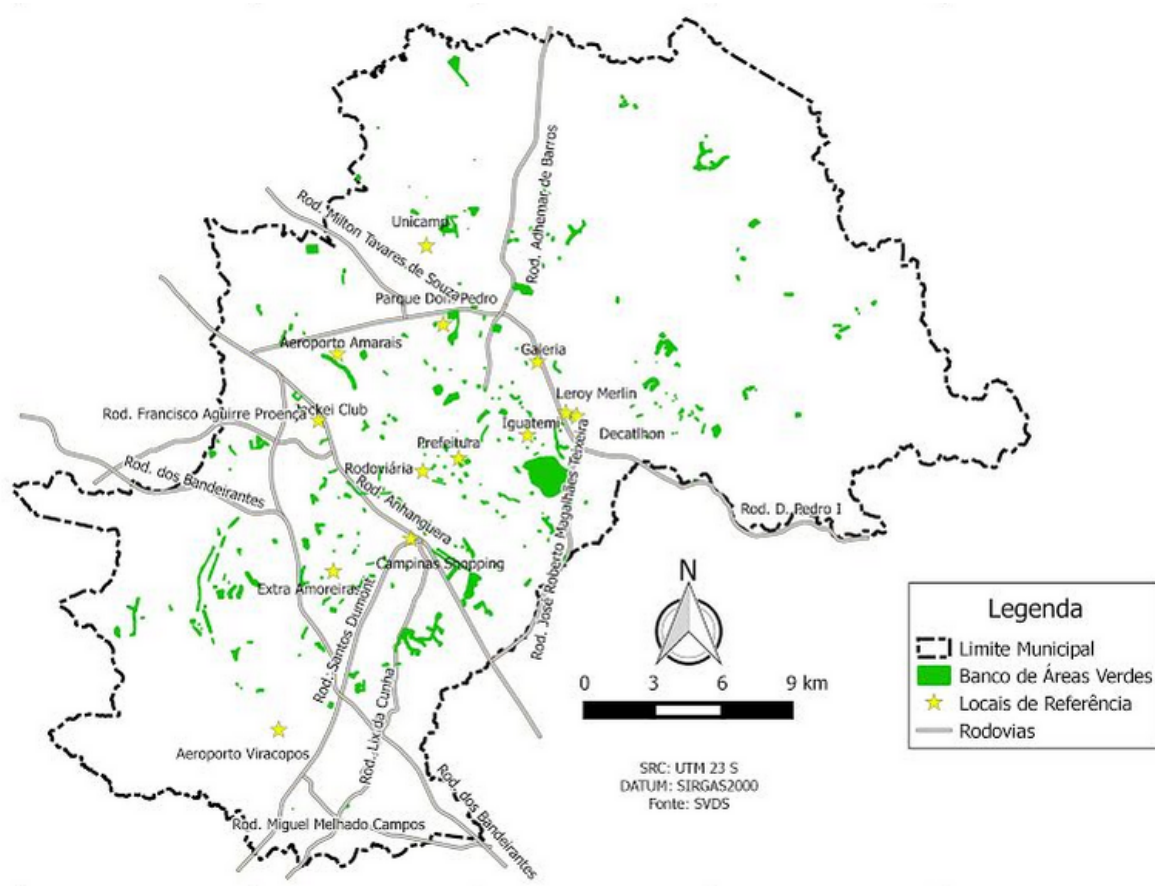 Rod. Adhemar de Barros
Rod. Milton Tavares de Souza
Unicamp
Parque Dom Pedro
Aeroporto Amarais
Galeria
Leroy Merlin
Rod. Francisco Aguirre Proença
Jockei Club
Iguatemi
Decatlhon
Prefeitura
Rodoviária
Rod. dos Bandeirantes
Rod. Anhanguera
Rod. José Roberto Magalhães Teixeira
Rod. D. Pedro I
Campinas Shopping
Extra Amoreiras
Rod. Santos Dumont
Rod. Lix da Cunha
Aeroporto Viracopos
Rod. Miguel Melhado Campos
Rod. dos Bandeirantes
N
0 3 6 9 km
SRC: UTM 23 S
DATUM: SIRGAS2000
Fonte: SVDS
Legenda
Limite Municipal
Banco de Áreas Verdes
Locais de Referência
Rodovias